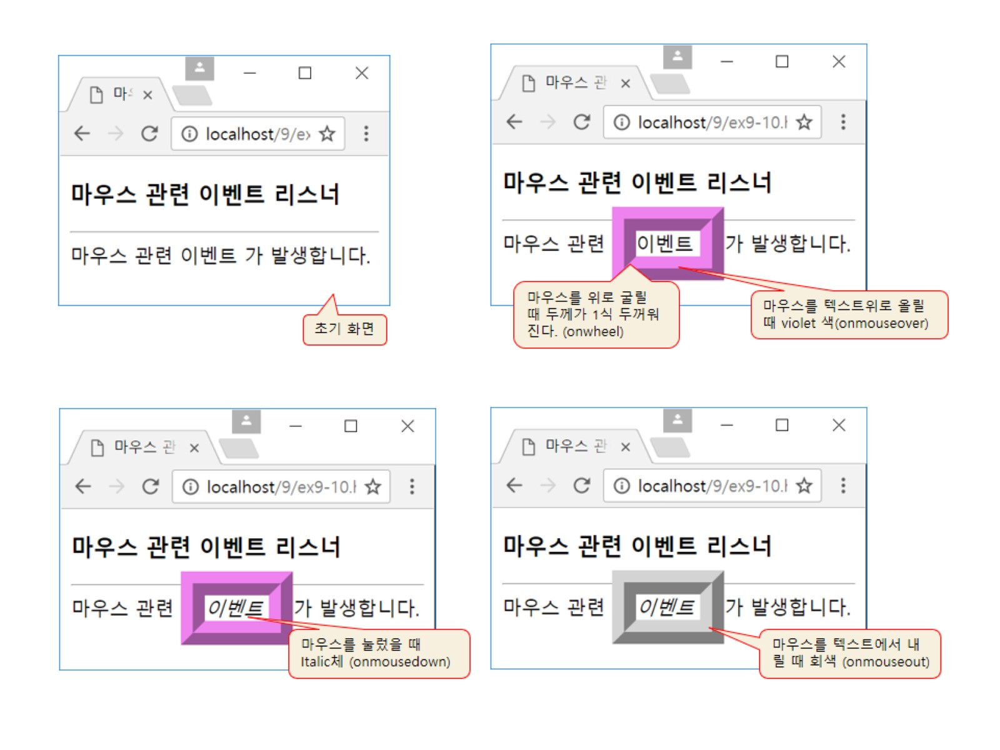 마우
localhost/9/ex
마우스 관련 이벤트 리스너
마우스 관련 이벤트 가 발생합니다.
초기 화면
마우스 관
localhost/9/ex9-10.h
마우스 관련 이벤트 리스너
마우스 관련 이벤트 가 발생합니다.
마우스를 위로 굴릴
때 두께가 1식 두꺼워
진다. (onwheel)
마우스를 텍스트위로 올릴
때 violet 색(onmouseover)
마우스 관
localhost/9/ex9-10.h
마우스 관련 이벤트 리스너
마우스 관련 이벤트 가 발생합니다.
마우스를 눌렀을 때
Italic체 (onmousedown)
마우스 관
localhost/9/ex9-10.h
마우스 관련 이벤트 리스너
마우스 관련 이벤트 가 발생합니다.
마우스를 텍스트에서 내
릴 때 회색 (onmouseout)